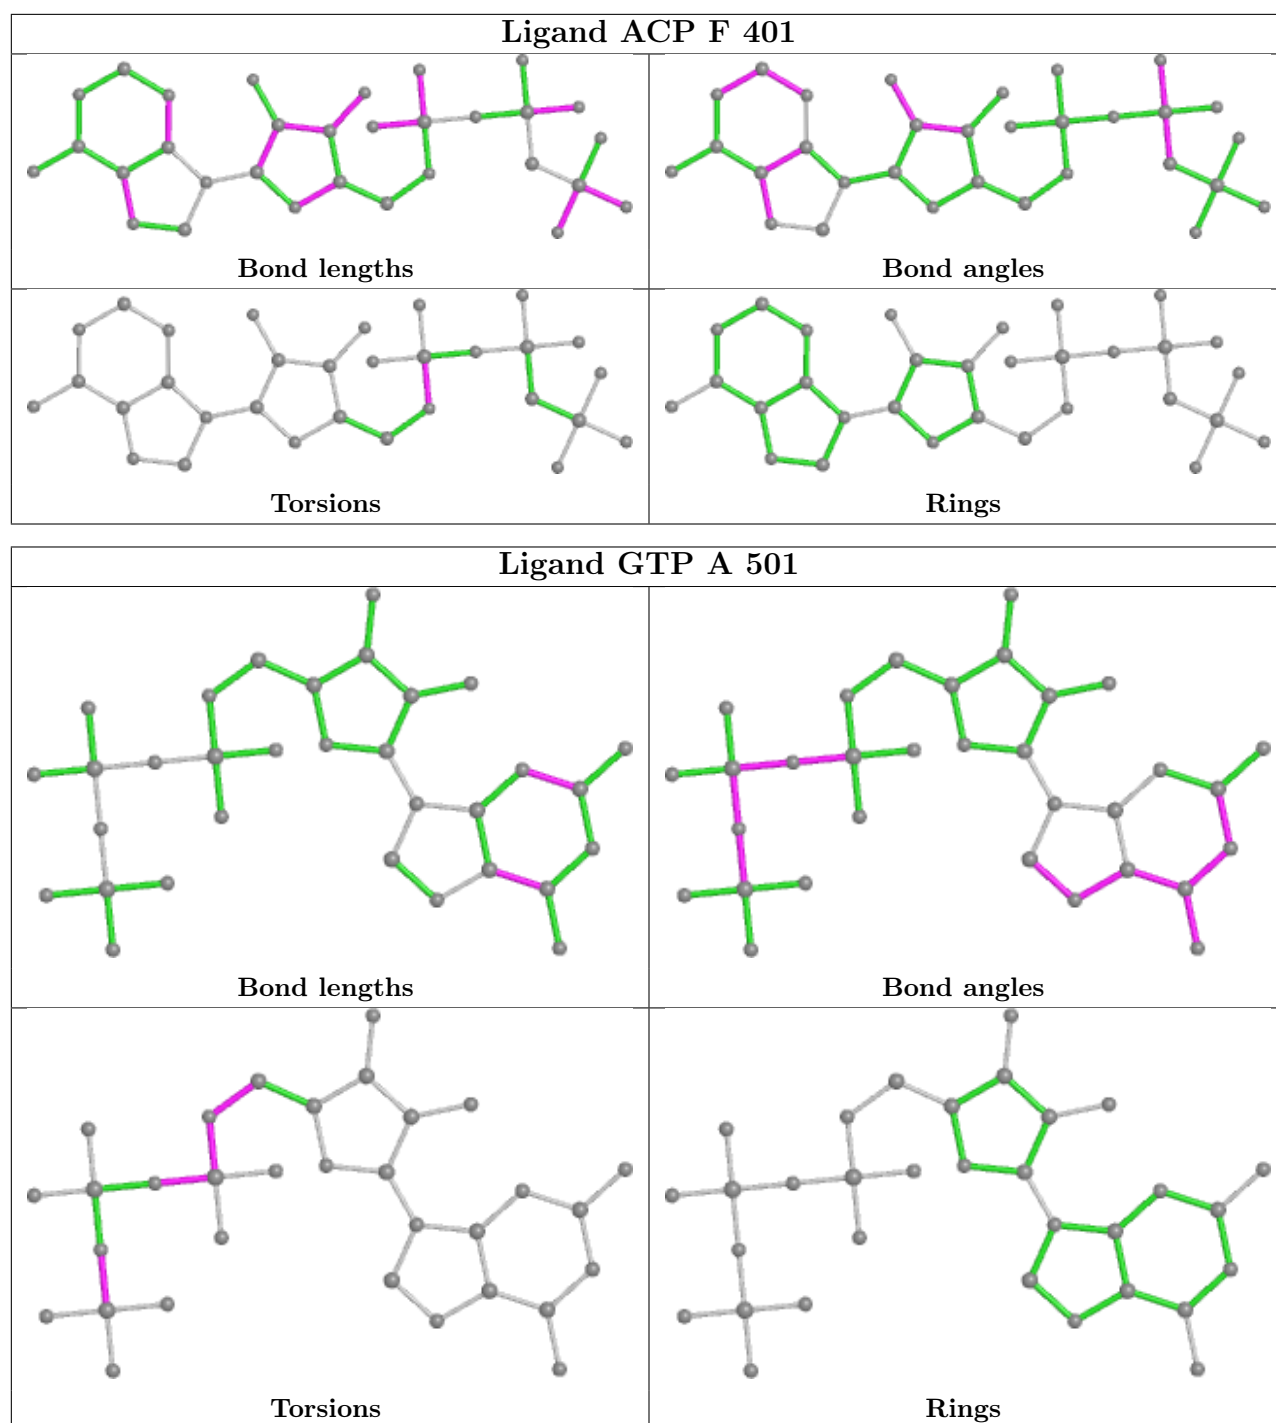 Ligand ACP F 401
Bond lengths
Bond angles
Torsions
Rings
Ligand GTP A 501
Bond lengths
Bond angles
Torsions
Rings